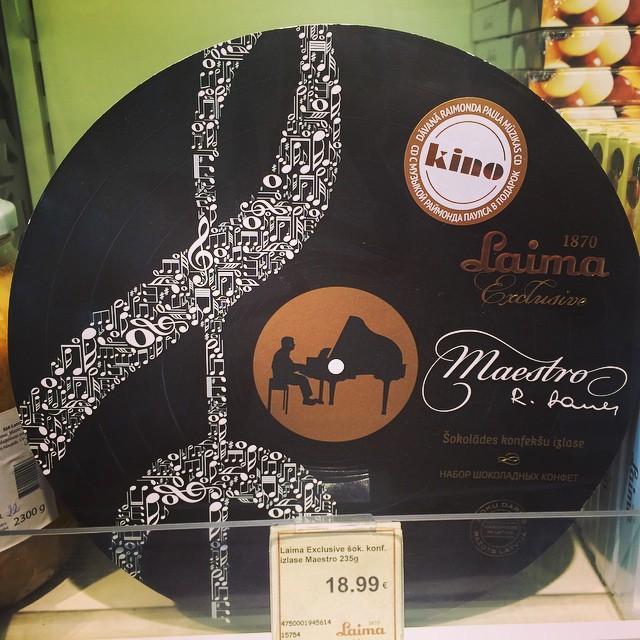 DĀVANĀ RAIMONDA PAULA MŪZIKAS CD
kino
CD С МУЗЫКОЙ РАЙМОНДА ПАУЛСА В ПОДАРОК
1870
Laima
Exclusive
Maestro
R.
Šokolādes konfekšu izlase
НАБОР ШОКОЛАДНЫХ КОНФЕТ
2300 g
Laima Exclusive šok. konf.
izlase Maestro 235g
18.99€
4750001945614
15754
1870
Laima